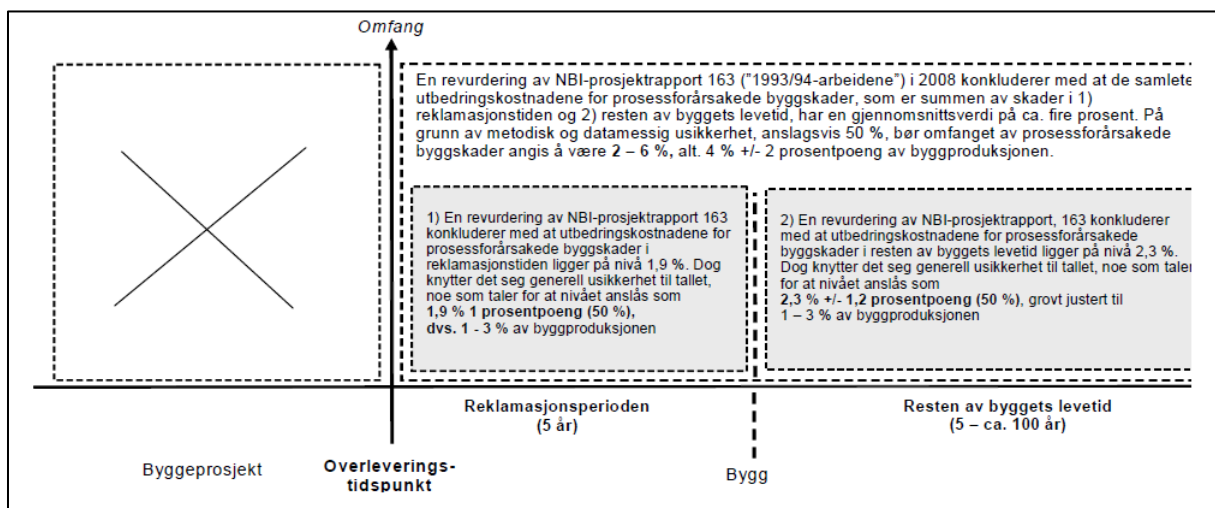 Omfang
En revurdering av NBI-prosjektrapport 163 ("1993/94-arbeidene") i 2008 konkluderer med at de samlete
utbedringskostnadene for prosessforårsakede byggskader, som er summen av skader i 1)
reklamasjonstiden og 2) resten av byggets levetid, har en gjennomsnittsverdi på ca. fire prosent. På
grunn av metodisk og datamessig usikkerhet, anslagsvis 50 %, bør omfanget av prosessforårsakede
byggskader angis å være 2 – 6 %, alt. 4 % +/- 2 prosentpoeng av byggproduksjonen.
1) En revurdering av NBI-prosjektrapport 163
konkluderer med at utbedringskostnadene for
prosessforårsakede byggskader i
reklamasjonstiden ligger på nivå 1,9 %. Dog
knytter det seg generell usikkerhet til tallet,
noe som taler for at nivået anslås som
1,9 % 1 prosentpoeng (50 %),
dvs. 1 - 3 % av byggproduksjonen
2) En revurdering av NBI-prosjektrapport, 163 konkluderer
med at utbedringskostnadene for prosessforårsakede
byggskader i resten av byggets levetid ligger på nivå 2,3 %.
Dog knytter det seg generell usikkerhet til tallet, noe som taler
for at nivået anslås som
2,3 % +/- 1,2 prosentpoeng (50 %), grovt justert til
1 – 3 % av byggproduksjonen
Reklamasjonsperioden
(5 år)
Resten av byggets levetid
(5 – ca. 100 år)
Byggeprosjekt
Overleverings-
tidspunkt
Bygg